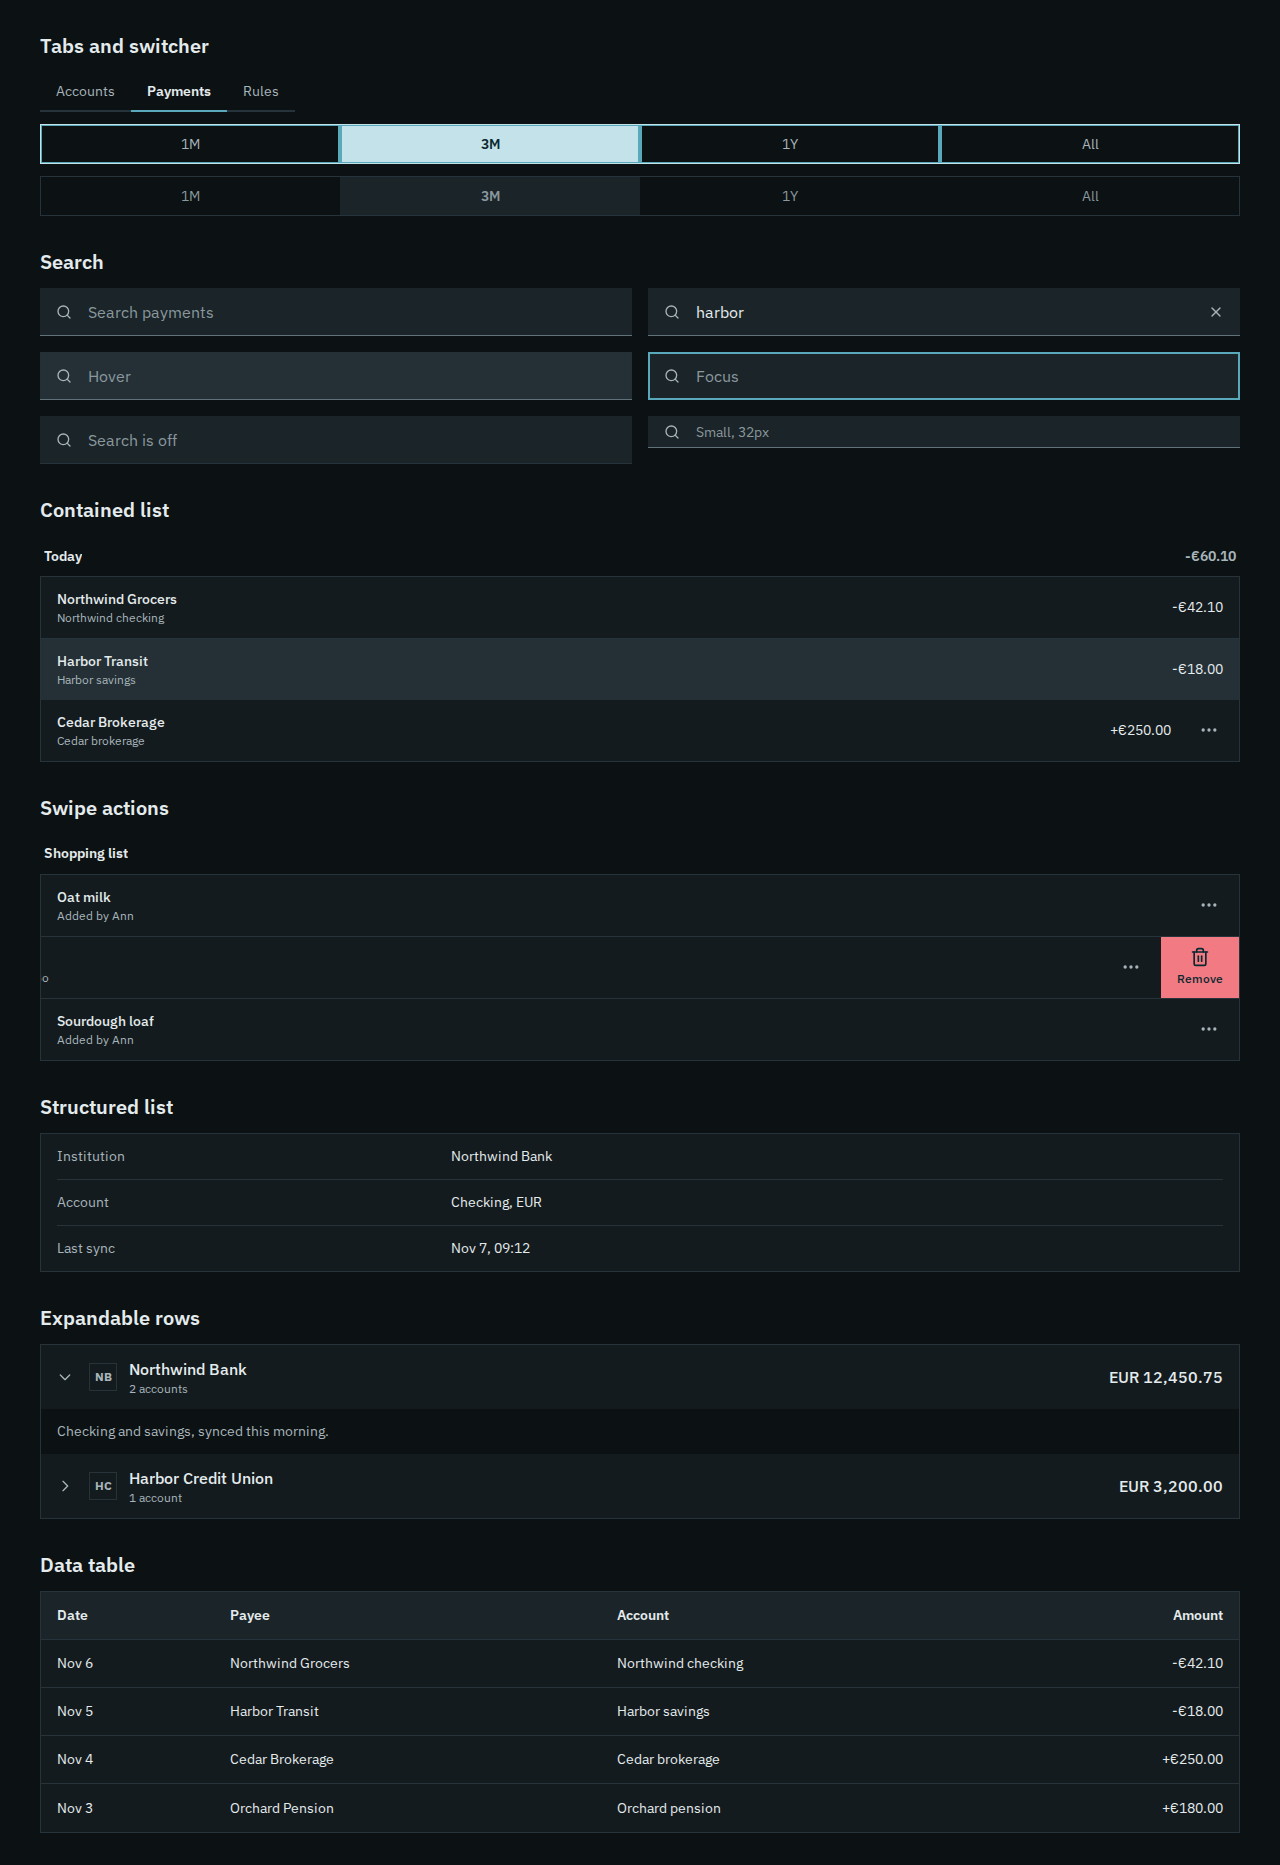 Tabs and switcher
Accounts Payments Rules
1M 3M 1Y All
1M 3M 1Y All
Search
Search payments harbor
Hover Focus
Search is off Small, 32px
Contained list
Today -€60.10
Northwind Grocers
Northwind checking
-€42.10
Harbor Transit
Harbor savings
-€18.00
Cedar Brokerage
Cedar brokerage
+€250.00
Swipe actions
Shopping list
Oat milk
Added by Ann
o
Remove
Sourdough loaf
Added by Ann
Structured list
Institution Northwind Bank
Account Checking, EUR
Last sync Nov 7, 09:12
Expandable rows
NB Northwind Bank
2 accounts
EUR 12,450.75
Checking and savings, synced this morning.
HC Harbor Credit Union
1 account
EUR 3,200.00
Data table
Date Payee Account Amount
Nov 6 Northwind Grocers Northwind checking -€42.10
Nov 5 Harbor Transit Harbor savings -€18.00
Nov 4 Cedar Brokerage Cedar brokerage +€250.00
Nov 3 Orchard Pension Orchard pension +€180.00